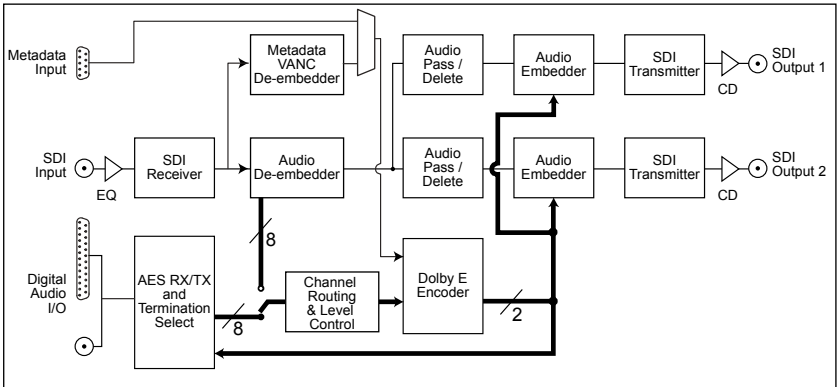 Metadata
Input
Metadata
VANC
De-embedder
Audio
Pass /
Delete
Audio
Embedder
SDI
Transmitter
CD
SDI
Output 1
SDI
Input
EQ
SDI
Receiver
Audio
De-embedder
Audio
Pass /
Delete
Audio
Embedder
SDI
Transmitter
CD
SDI
Output 2
8
Digital
Audio
I/O
AES RX/TX
and
Termination
Select
8
Channel
Routing
& Level
Control
Dolby E
Encoder
2